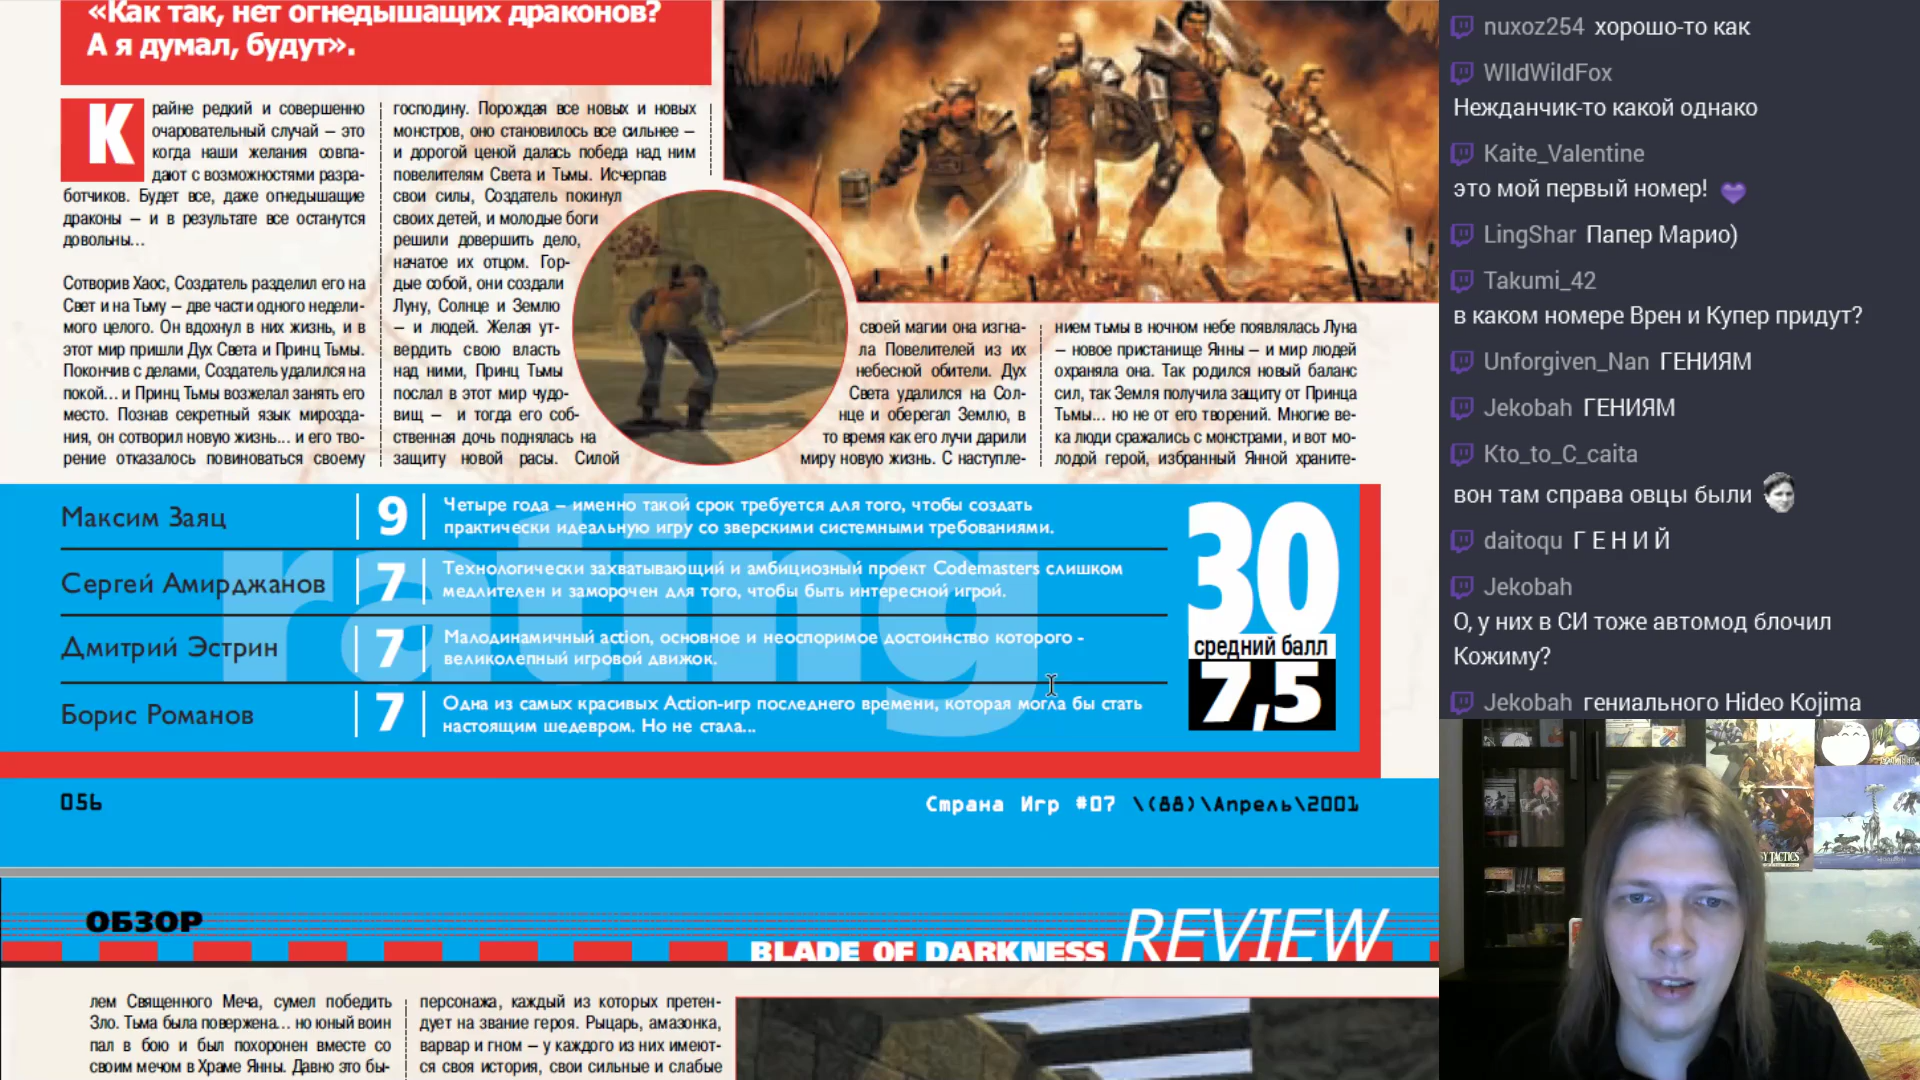 «Как так, нет огнедышащих драконов?
А я думал, будут».
Крайне редкий и совершенно
очаровательный случай – это
когда наши желания совпа-
дают с возможностями разра-
ботчиков. Будет все, даже огнедышащие
драконы – и в результате все останутся
довольны...
Сотворив Хаос, Создатель разделил его на
Свет и на Тьму – две части одного недели-
мого целого. Он вдохнул в них жизнь, и в
этот мир пришли Дух Света и Принц Тьмы.
Покончив с делами, Создатель удалился на
покой... и Принц Тьмы возжелал занять его
место. Познав секретный язык мирозда-
ния, он сотворил новую жизнь... и его тво-
рение отказалось повиноваться своему
господину. Порождая все новых и новых
монстров, оно становилось все сильнее –
и дорогой ценой далась победа над ним
повелителям Света и Тьмы. Исчерпав
свои силы, Создатель покинул
своих детей, и молодые боги
решили довершить дело,
начатое их отцом. Гор-
дые собой, они создали
Луну, Солнце и Землю
– и людей. Желая ут-
вердить свою власть
над ними, Принц Тьмы
послал в этот мир чудо-
вищ – и тогда его соб-
ственная дочь поднялась на
защиту новой расы. Силой
своей магии она изгна-
ла Повелителей из их
небесной обители. Дух
Света удалился на Сол-
нце и оберегал Землю, в
то время как его лучи дарили
миру новую жизнь. С наступле-
нием тьмы в ночном небе появлялась Луна
– новое пристанище Янны – и мир людей
охраняла она. Так родился новый баланс
сил, так Земля получила защиту от Принца
Тьмы... но не от его творений. Многие ве-
ка люди сражались с монстрами, и вот мо-
лодой герой, избранный Янной храните-
rating
Максим Заяц 9 Четыре года – именно такой срок требуется для того, чтобы создать
практически идеальную игру со зверскими системными требованиями.
Сергей Амирджанов 7 Технологически захватывающий и амбициозный проект Codemasters слишком
медлителен и заморочен для того, чтобы быть интересной игрой.
Дмитрий Эстрин 7 Малодинамичный action, основное и неоспоримое достоинство которого -
великолепный игровой движок.
Борис Романов 7 Одна из самых красивых Action-игр последнего времени, которая могла бы стать
настоящим шедевром. Но не стала...
30
средний балл
7,5
056
Страна Игр #07 \(88)\Апрель\2001
ОБЗОР
BLADE OF DARKNESS REVIEW
лем Священного Меча, сумел победить
Зло. Тьма была повержена... но юный воин
пал в бою и был похоронен вместе со
своим мечом в Храме Янны. Давно это бы-
персонажа, каждый из которых претен-
дует на звание героя. Рыцарь, амазонка,
варвар и гном – у каждого из них имеют-
ся своя история, свои сильные и слабые
nuxoz254 хорошо-то как
WIldWildFox
Нежданчик-то какой однако
Kaite_Valentine
это мой первый номер!
LingShar Папер Марио)
Takumi_42
в каком номере Врен и Купер придут?
Unforgiven_Nan ГЕНИЯМ
Jekobah ГЕНИЯМ
Kto_to_C_caita
вон там справа овцы были
daitoqu Г Е Н И Й
Jekobah
О, у них в СИ тоже автомод блочил
Кожиму?
Jekobah гениального Hideo Kojima
TACTICS